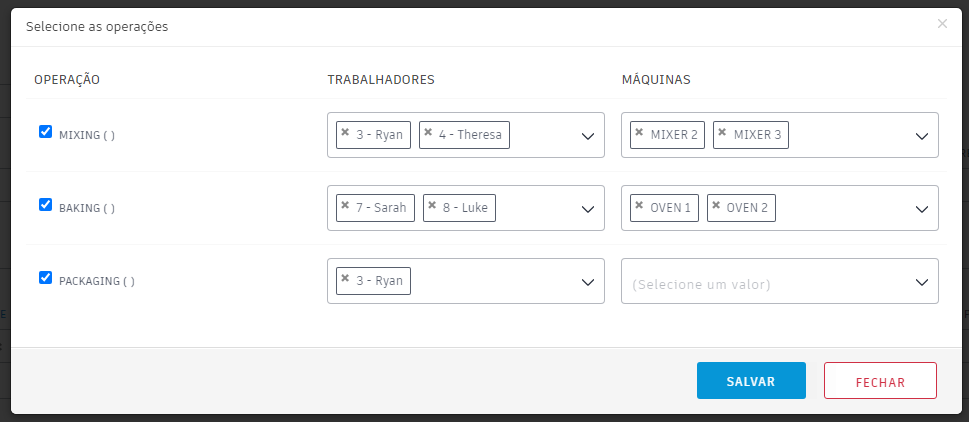 Selecione as operações ×
OPERAÇÃO TRABALHADORES MÁQUINAS
MIXING ( ) × 3 - Ryan × 4 - Theresa × MIXER 2 × MIXER 3
BAKING ( ) × 7 - Sarah × 8 - Luke × OVEN 1 × OVEN 2
PACKAGING ( ) × 3 - Ryan (Selecione um valor)
SALVAR FECHAR